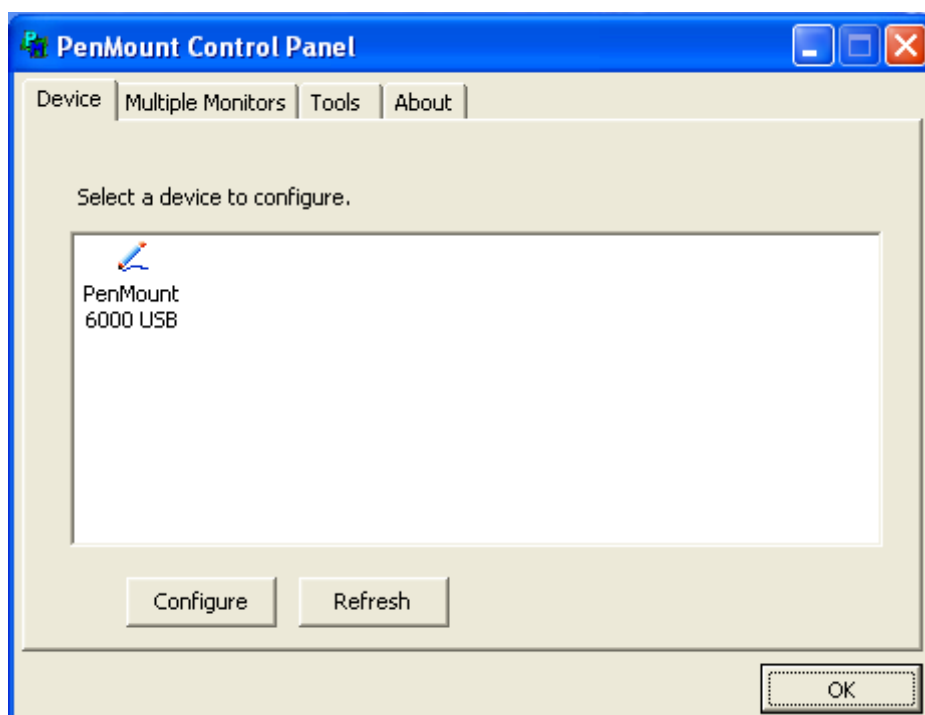 PenMount Control Panel
Device Multiple Monitors Tools About
Select a device to configure.
PenMount
6000 USB
Configure Refresh
OK